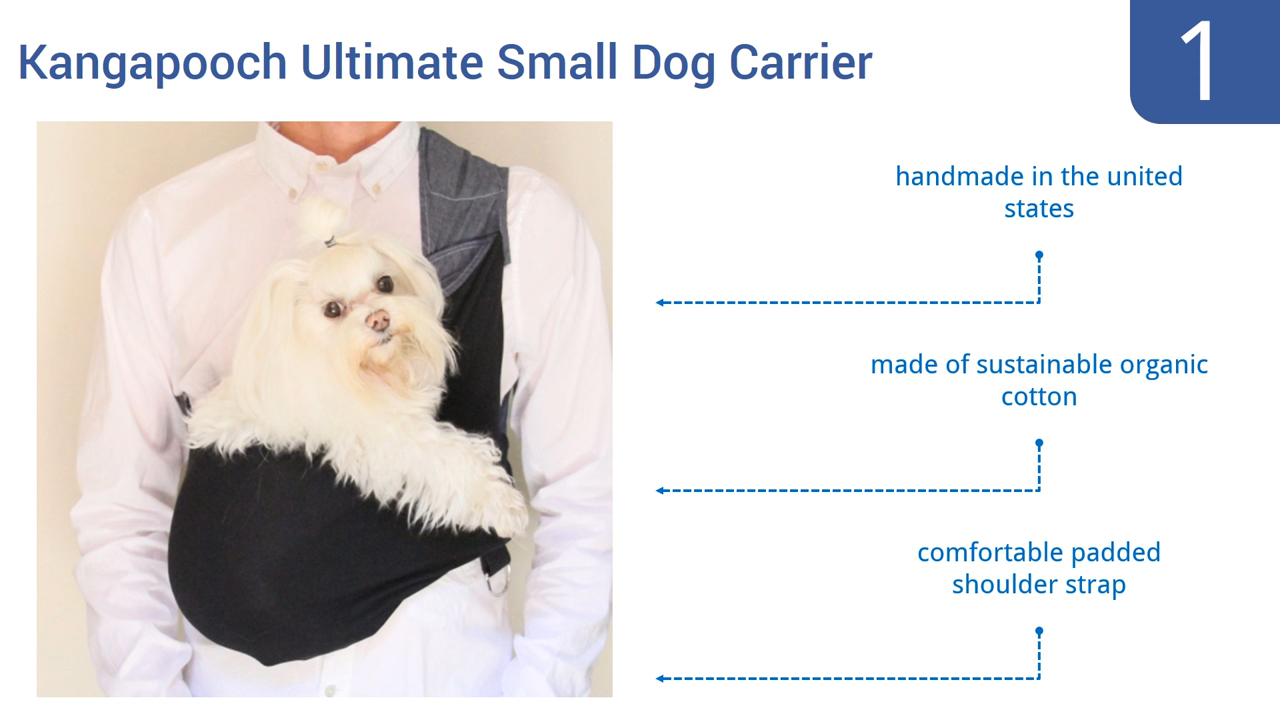 Kangapooch Ultimate Small Dog Carrier
1
handmade in the united
states
made of sustainable organic
cotton
comfortable padded
shoulder strap